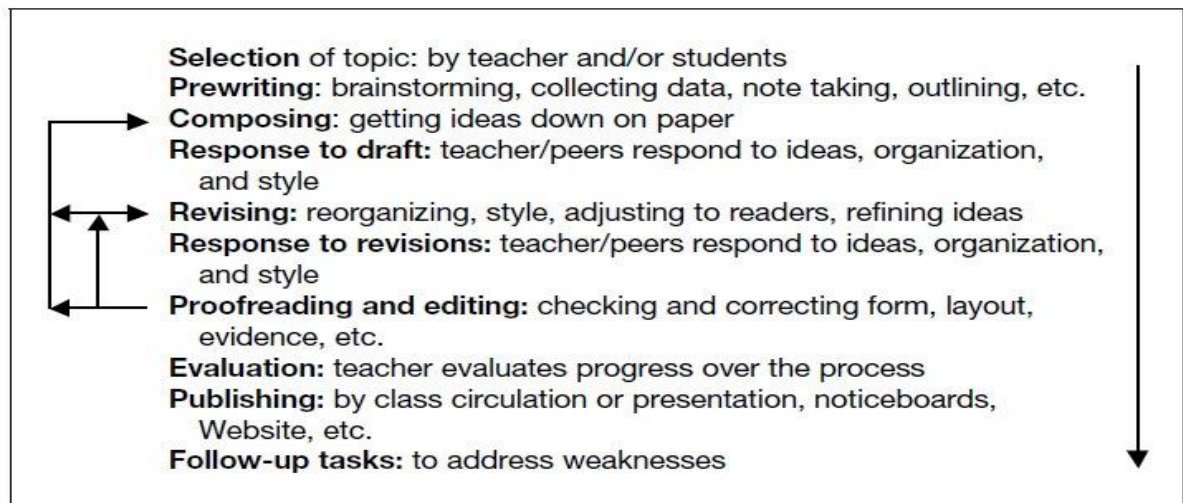 Selection of topic: by teacher and/or students
Prewriting: brainstorming, collecting data, note taking, outlining, etc.
Composing: getting ideas down on paper
Response to draft: teacher/peers respond to ideas, organization,
and style
Revising: reorganizing, style, adjusting to readers, refining ideas
Response to revisions: teacher/peers respond to ideas, organization,
and style
Proofreading and editing: checking and correcting form, layout,
evidence, etc.
Evaluation: teacher evaluates progress over the process
Publishing: by class circulation or presentation, noticeboards,
Website, etc.
Follow-up tasks: to address weaknesses